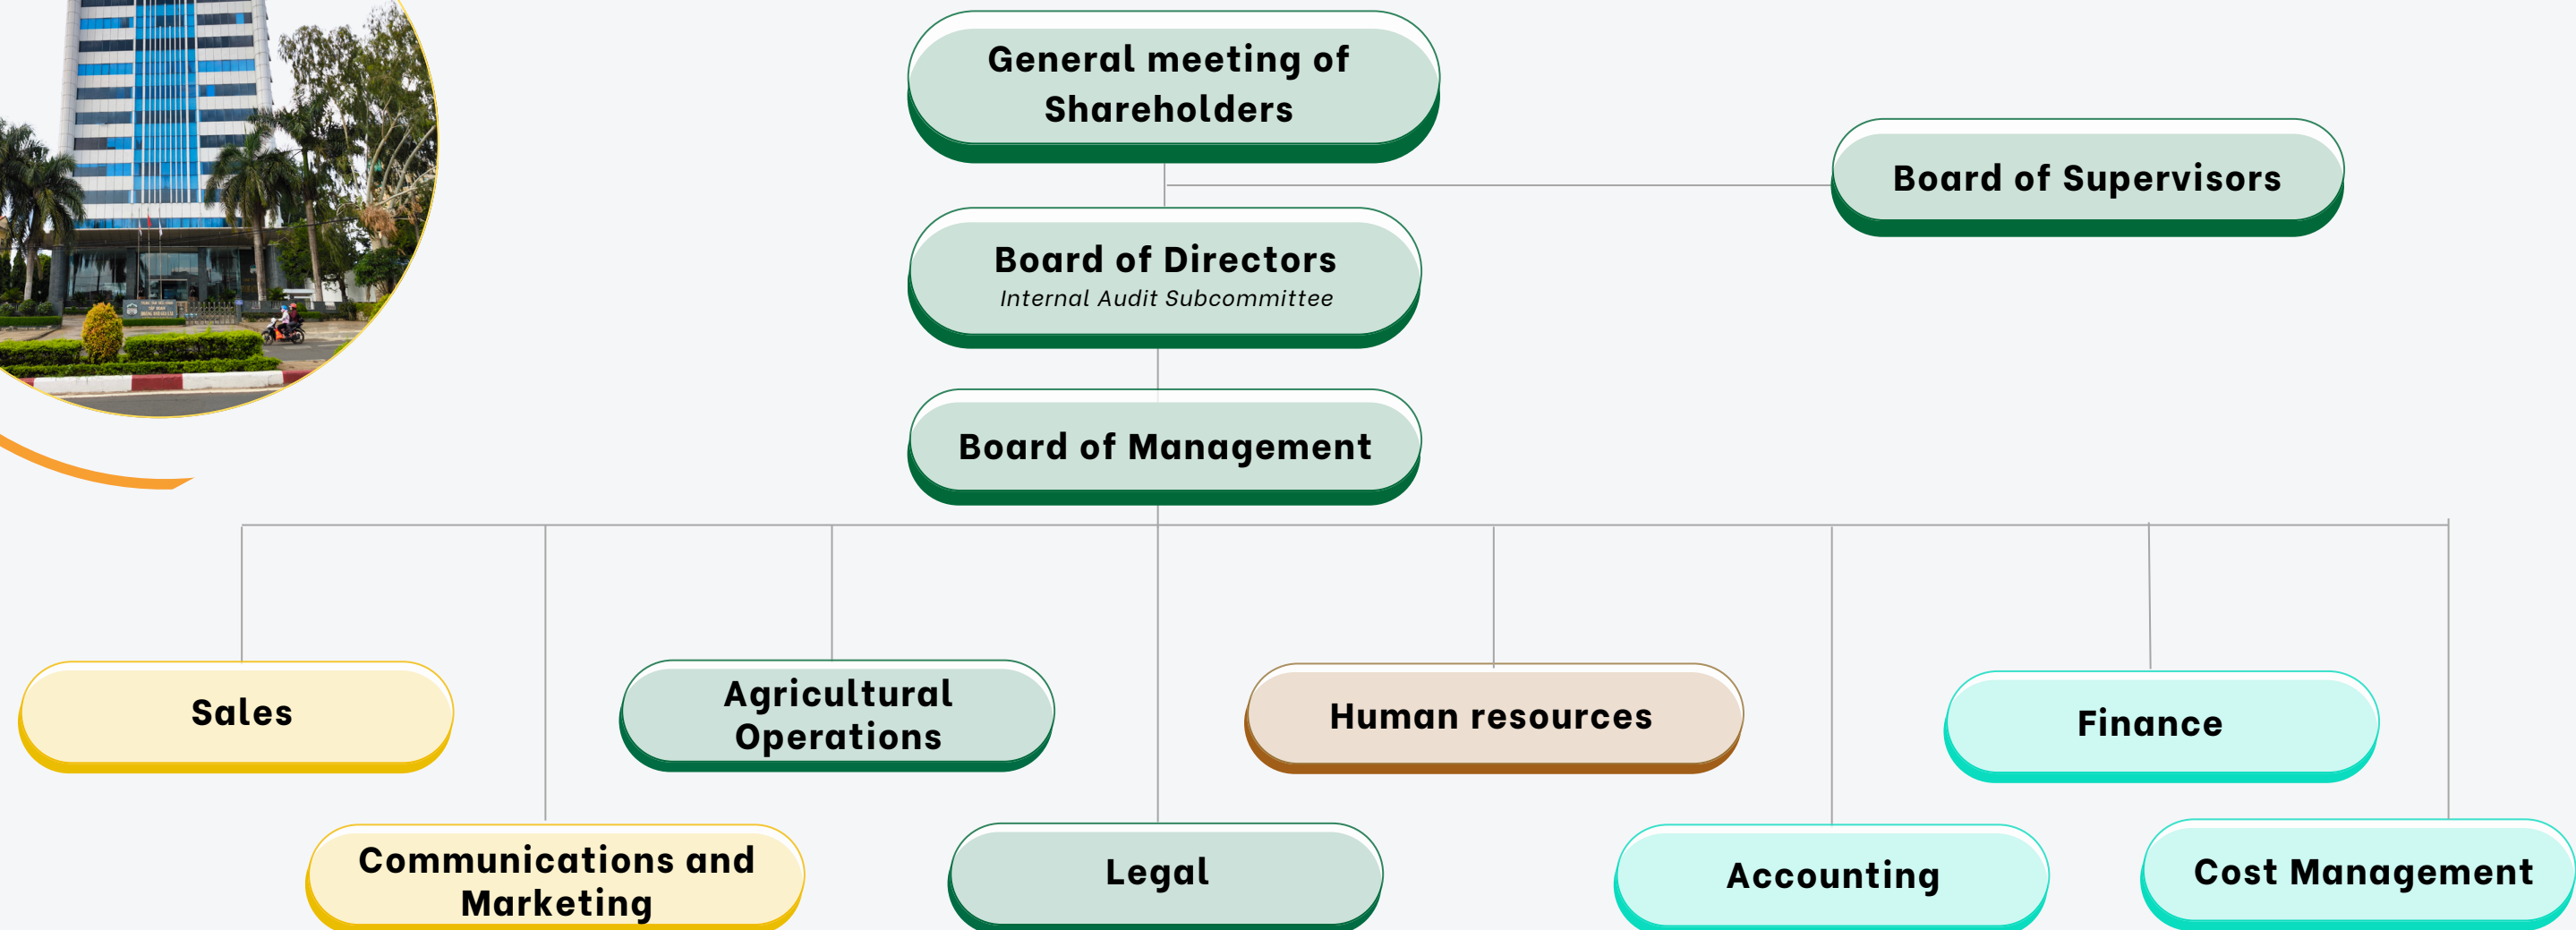 General meeting of
Shareholders
Board of Supervisors
Board of Directors
Internal Audit Subcommittee
Board of Management
Sales
Agricultural
Operations
Human resources
Finance
Communications and
Marketing
Legal
Accounting
Cost Management